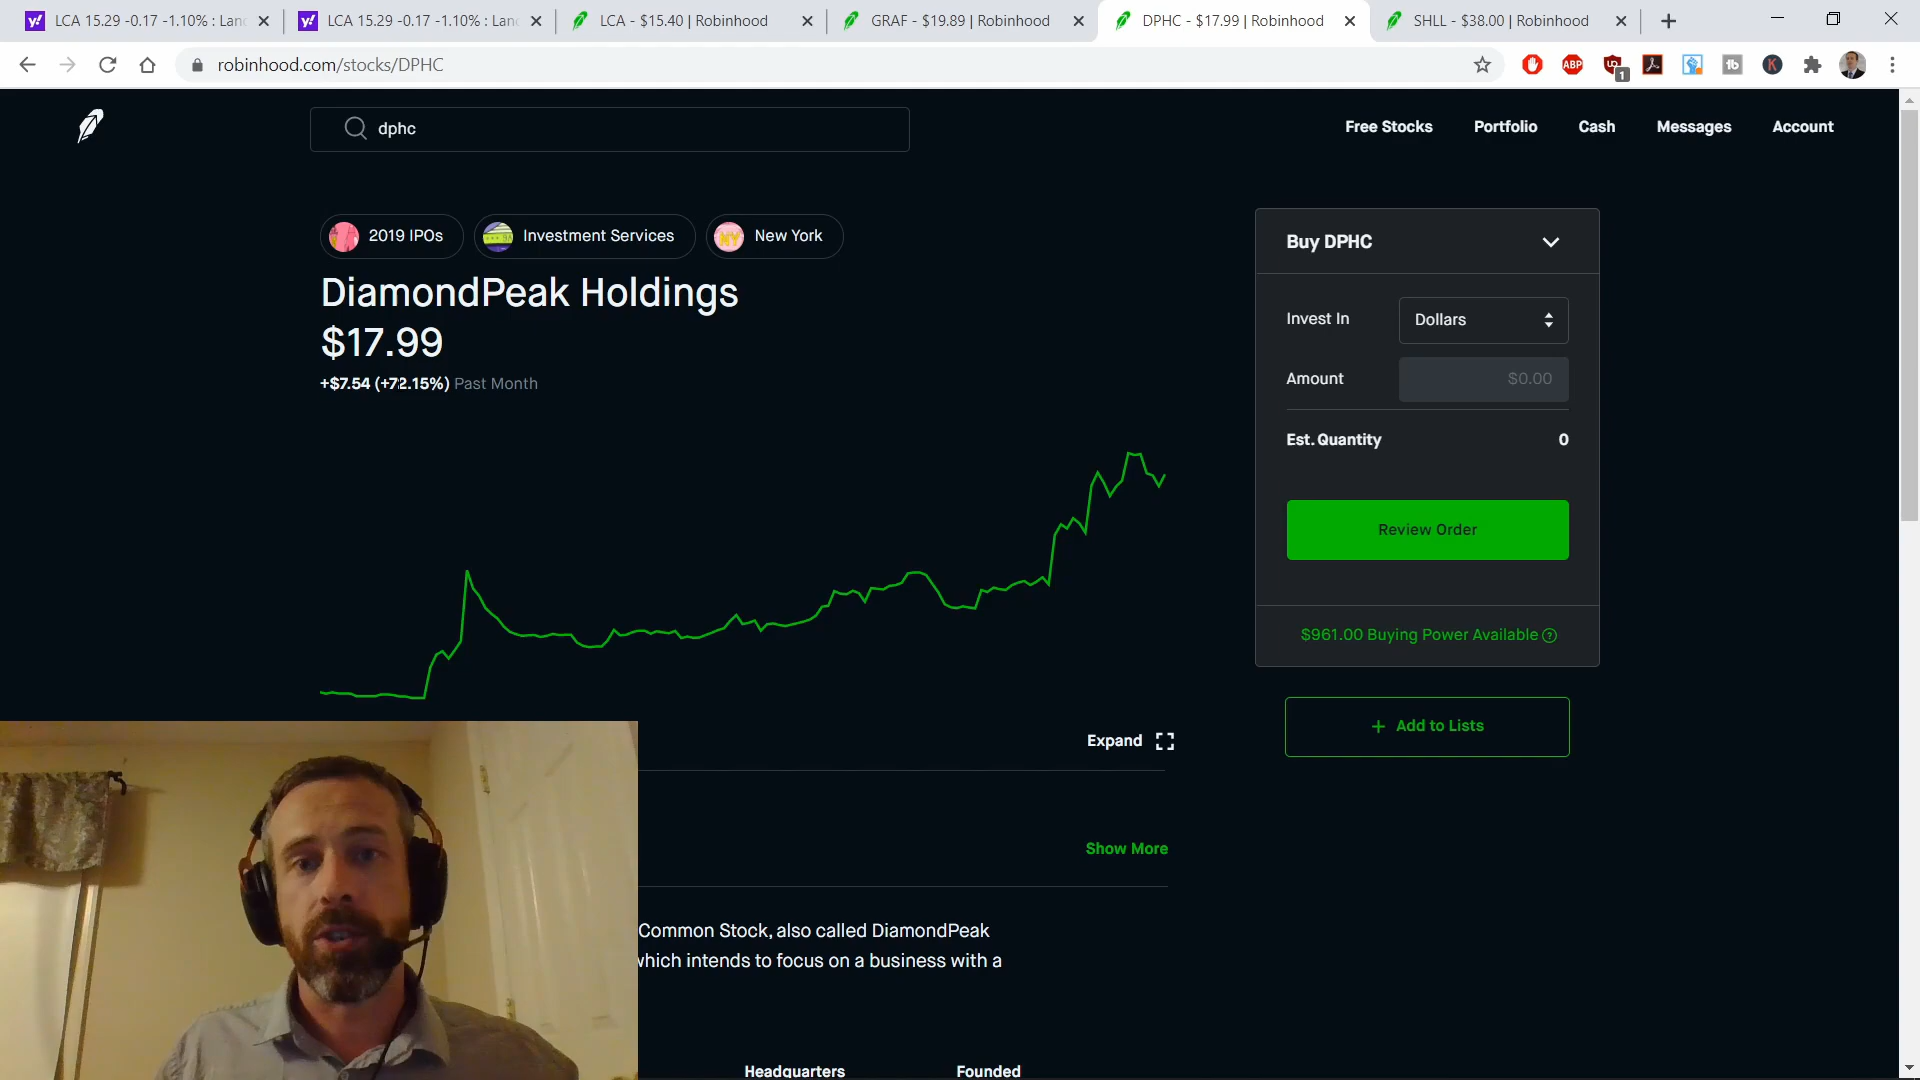 LCA 15.29 -0.17 -1.10% : Lan
LCA 15.29 -0.17 -1.10% : Lan
LCA - $15.40 | Robinhood
GRAF - $19.89 | Robinhood
DPHC - $17.99 | Robinhood
SHLL - $38.00 | Robinhood
robinhood.com/stocks/DPHC
ABP
1
tb
K
dphc
Free Stocks
Portfolio
Cash
Messages
Account
2019 IPOs
Investment Services
NY
New York
DiamondPeak Holdings
$17.99
+$7.54 (+72.15%) Past Month
Buy DPHC
Invest In
Dollars
Amount
$0.00
Est. Quantity
0
Review Order
$961.00 Buying Power Available
+ Add to Lists
Expand
Show More
Common Stock, also called DiamondPeak
which intends to focus on a business with a
Headquarters
Founded